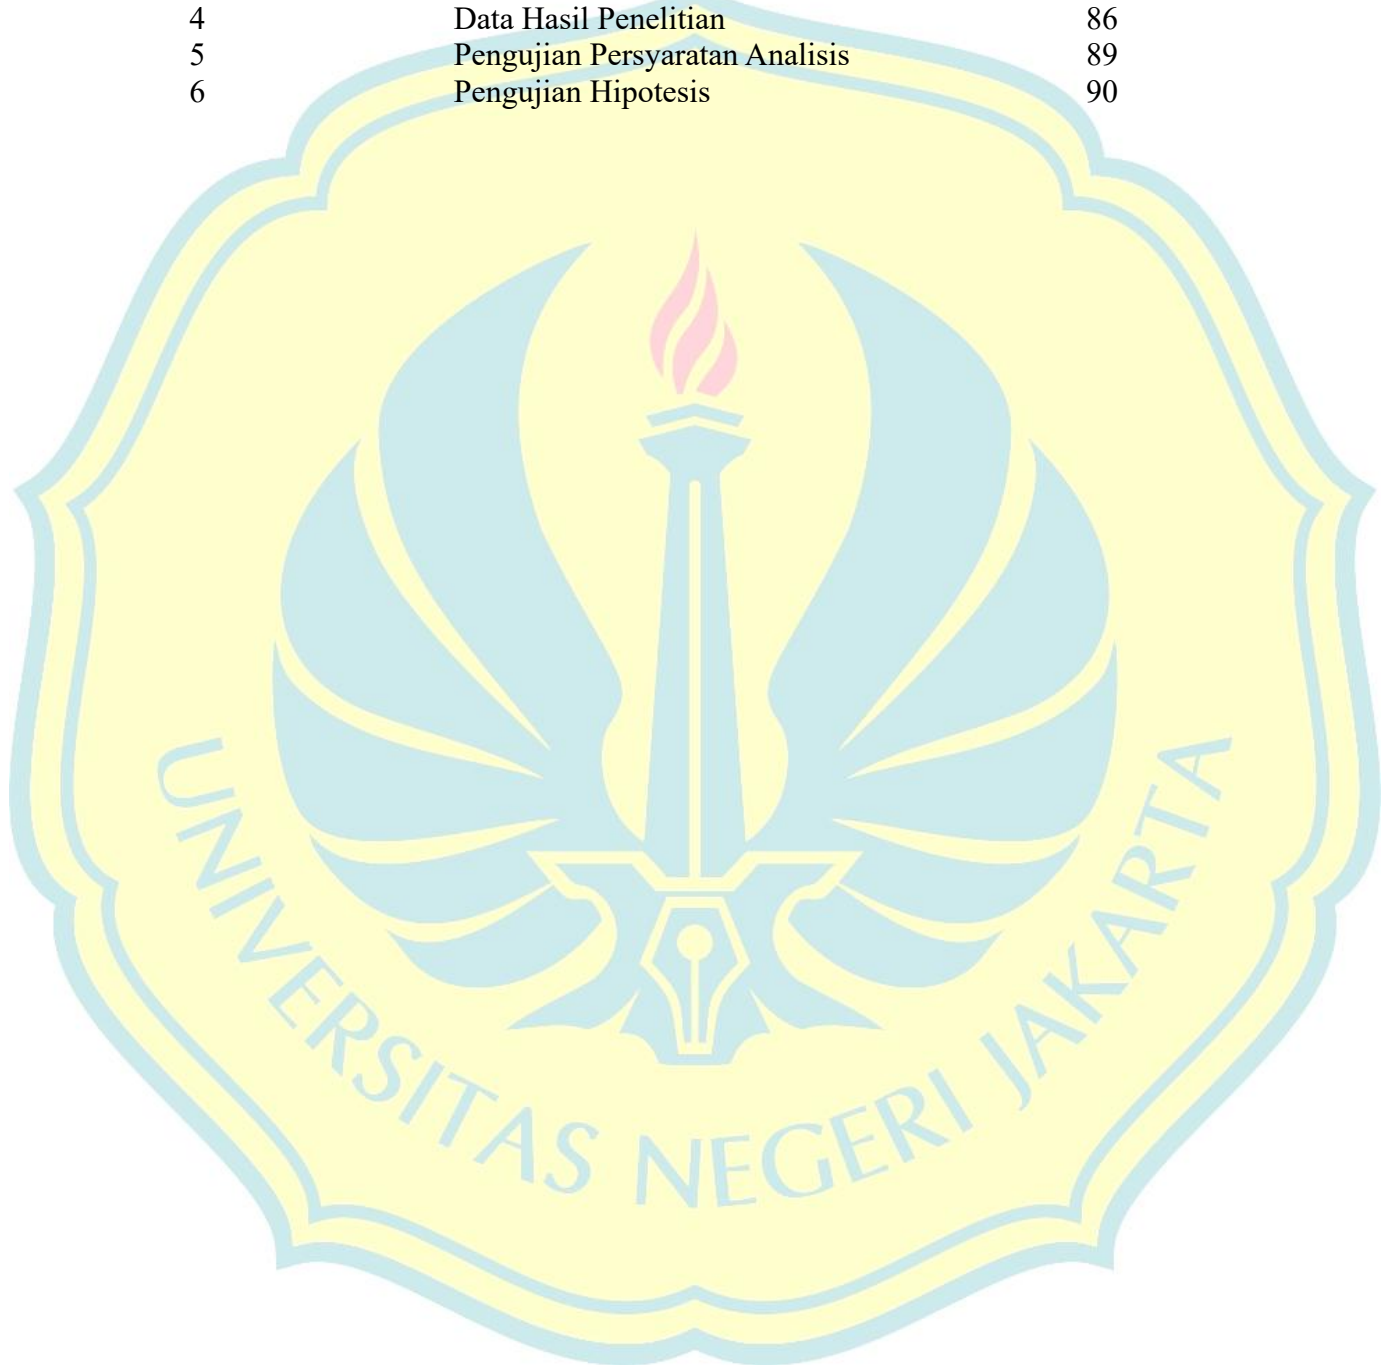 4 Data Hasil Penelitian 86
5 Pengujian Persyaratan Analisis 89
6 Pengujian Hipotesis 90
UNIVERSITAS NEGERI JAKARTA